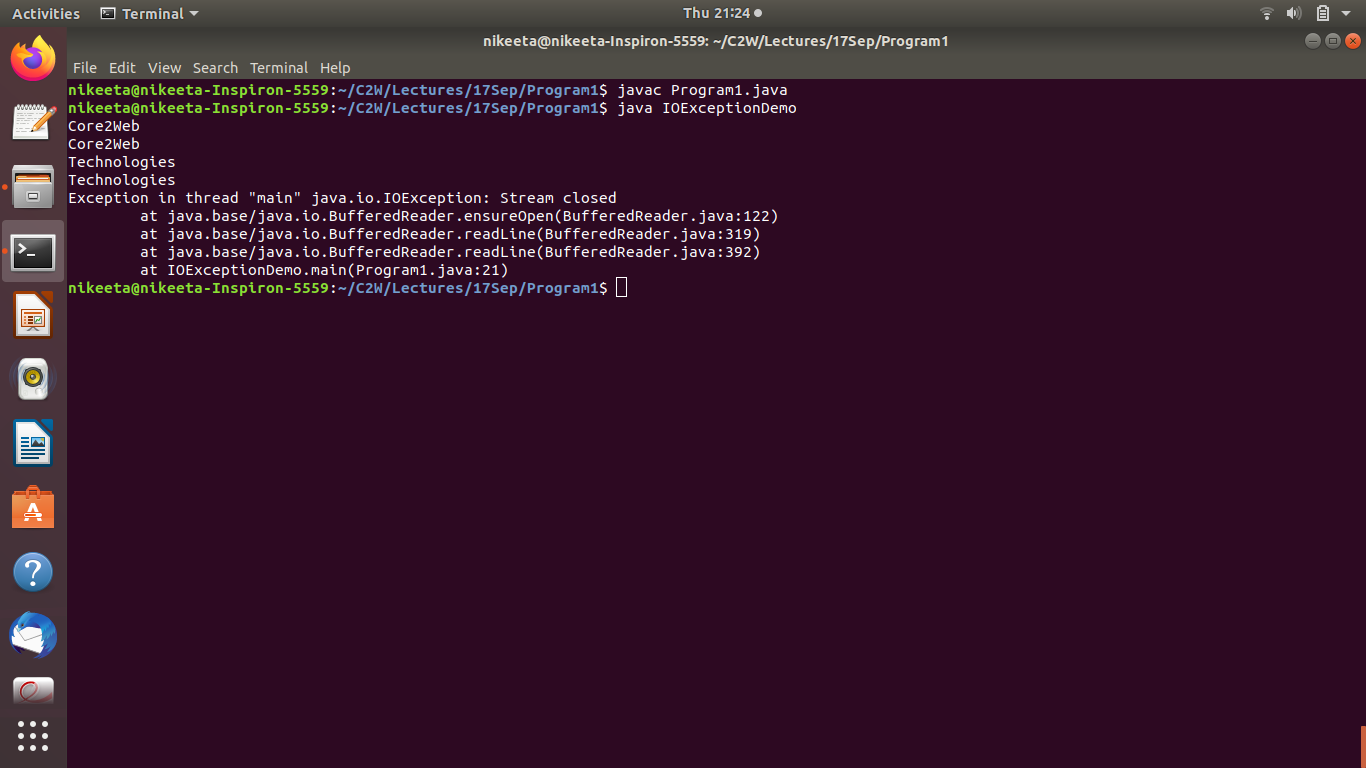 Activities Terminal Thu 21:24
nikeeta@nikeeta-Inspiron-5559: ~/C2W/Lectures/17Sep/Program1
File Edit View Search Terminal Help
nikeeta@nikeeta-Inspiron-5559:~/C2W/Lectures/17Sep/Program1$ javac Program1.java
nikeeta@nikeeta-Inspiron-5559:~/C2W/Lectures/17Sep/Program1$ java IOExceptionDemo
Core2Web
Core2Web
Technologies
Technologies
Exception in thread "main" java.io.IOException: Stream closed
        at java.base/java.io.BufferedReader.ensureOpen(BufferedReader.java:122)
        at java.base/java.io.BufferedReader.readLine(BufferedReader.java:319)
        at java.base/java.io.BufferedReader.readLine(BufferedReader.java:392)
        at IOExceptionDemo.main(Program1.java:21)
nikeeta@nikeeta-Inspiron-5559:~/C2W/Lectures/17Sep/Program1$